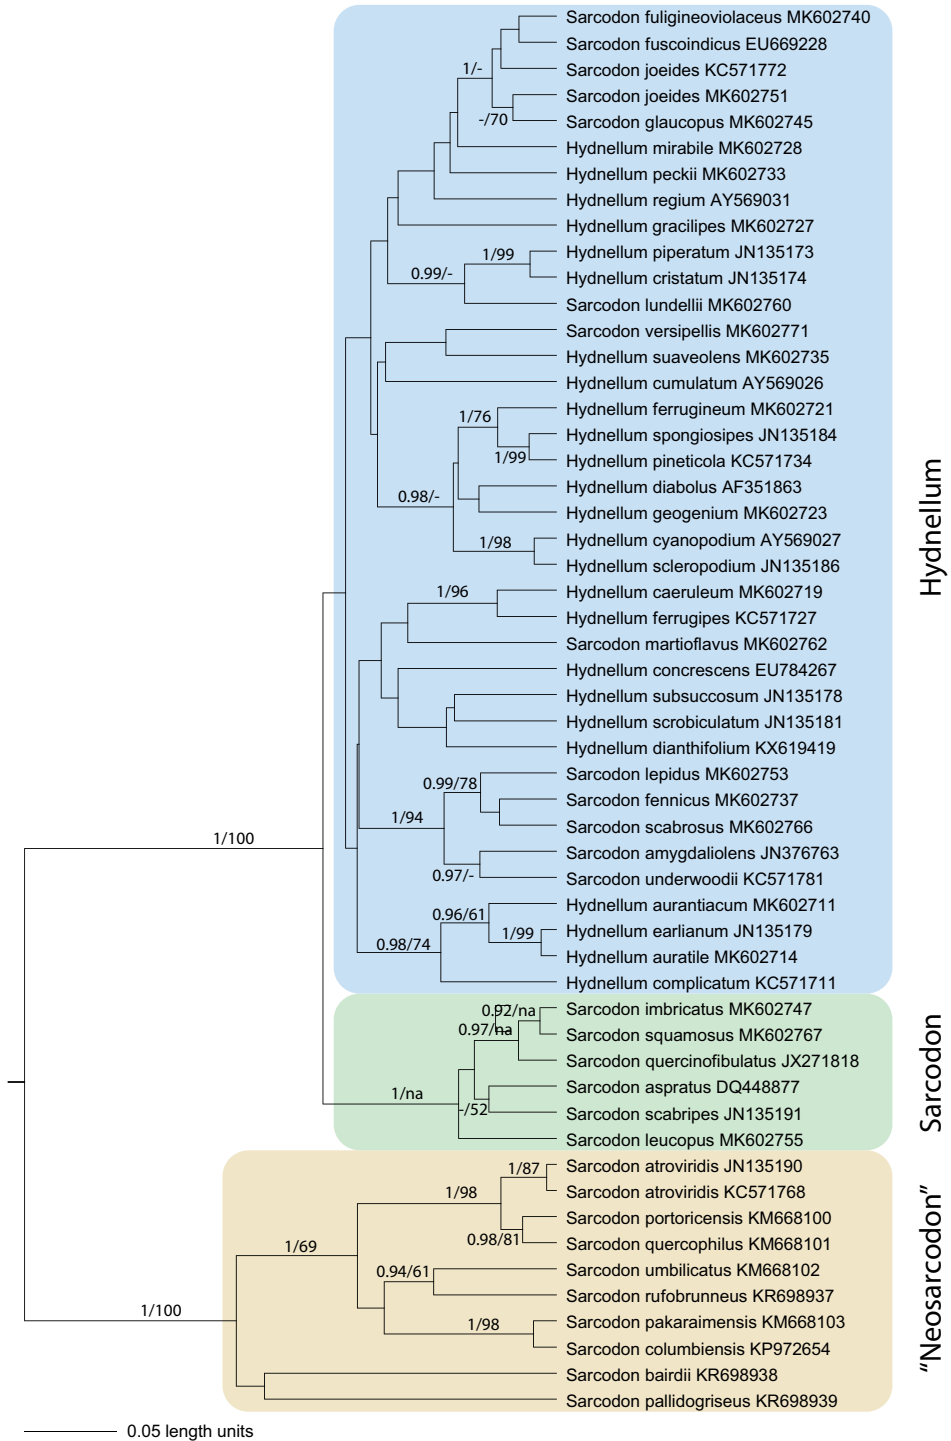 Sarcodon fuligineoviolaceus MK602740
Sarcodon fuscoindicus EU669228
1/-
Sarcodon joeides KC571772
Sarcodon joeides MK602751
-/70
Sarcodon glaucopus MK602745
Hydnellum mirabile MK602728
Hydnellum peckii MK602733
Hydnellum regium AY569031
Hydnellum gracilipes MK602727
1/99
Hydnellum piperatum JN135173
0.99/-
Hydnellum cristatum JN135174
Sarcodon lundellii MK602760
Sarcodon versipellis MK602771
Hydnellum suaveolens MK602735
Hydnellum cumulatum AY569026
1/76
Hydnellum ferrugineum MK602721
Hydnellum spongiosipes JN135184
1/99
Hydnellum pineticola KC571734
Hydnellum diabolus AF351863
0.98/-
Hydnellum geogenium MK602723
1/98
Hydnellum cyanopodium AY569027
Hydnellum scleropodium JN135186
1/96
Hydnellum caeruleum MK602719
Hydnellum ferrugipes KC571727
Sarcodon martioflavus MK602762
Hydnellum concrescens EU784267
Hydnellum subsuccosum JN135178
Hydnellum scrobiculatum JN135181
Hydnellum dianthifolium KX619419
0.99/78
Sarcodon lepidus MK602753
Sarcodon fennicus MK602737
1/94
Sarcodon scabrosus MK602766
1/100
Sarcodon amygdaliolens JN376763
0.97/-
Sarcodon underwoodii KC571781
0.96/61
Hydnellum aurantiacum MK602711
1/99
Hydnellum earlianum JN135179
0.98/74
Hydnellum auratile MK602714
Hydnellum complicatum KC571711
Hydnellum
0.92/na
Sarcodon imbricatus MK602747
0.97/na
Sarcodon squamosus MK602767
Sarcodon quercinofibulatus JX271818
1/na
Sarcodon aspratus DQ448877
-/52
Sarcodon scabripes JN135191
Sarcodon leucopus MK602755
Sarcodon
1/87
Sarcodon atroviridis JN135190
1/98
Sarcodon atroviridis KC571768
Sarcodon portoricensis KM668100
0.98/81
Sarcodon quercophilus KM668101
1/69
0.94/61
Sarcodon umbilicatus KM668102
Sarcodon rufobrunneus KR698937
1/100
1/98
Sarcodon pakaraimensis KM668103
Sarcodon columbiensis KP972654
Sarcodon bairdii KR698938
Sarcodon pallidogriseus KR698939
“Neosarcodon”
0.05 length units